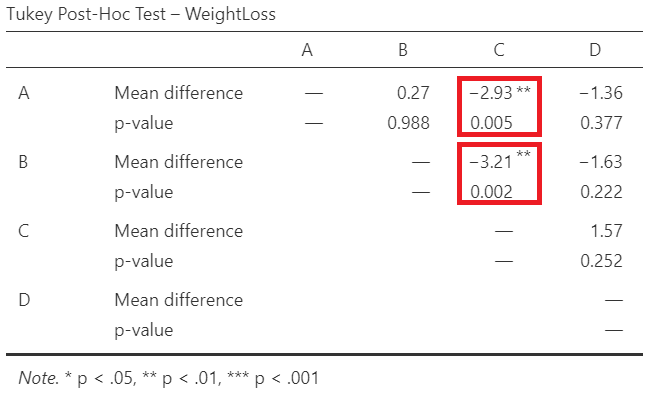 Tukey Post-Hoc Test – WeightLoss
A B C D
A Mean difference — 0.27 −2.93 ** −1.36
p-value — 0.988 0.005 0.377
B Mean difference — −3.21 ** −1.63
p-value — 0.002 0.222
C Mean difference — 1.57
p-value — 0.252
D Mean difference —
p-value —
Note. * p < .05, ** p < .01, *** p < .001